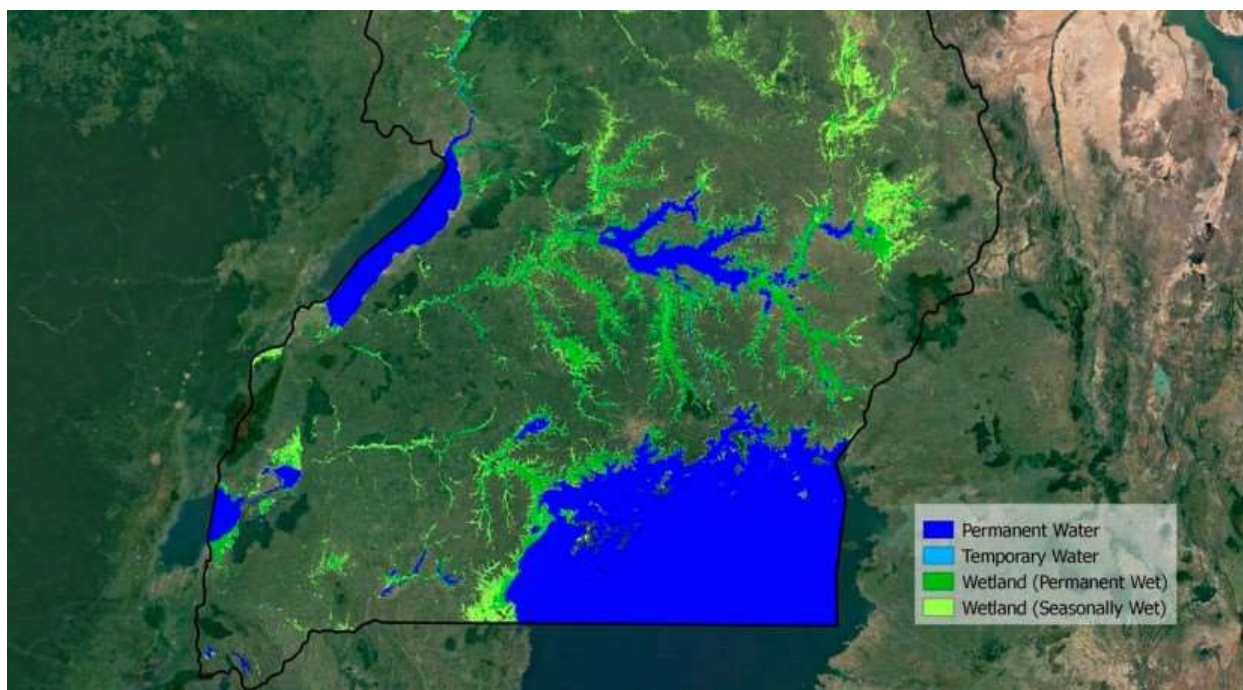 Permanent Water
Temporary Water
Wetland (Permanent Wet)
Wetland (Seasonally Wet)